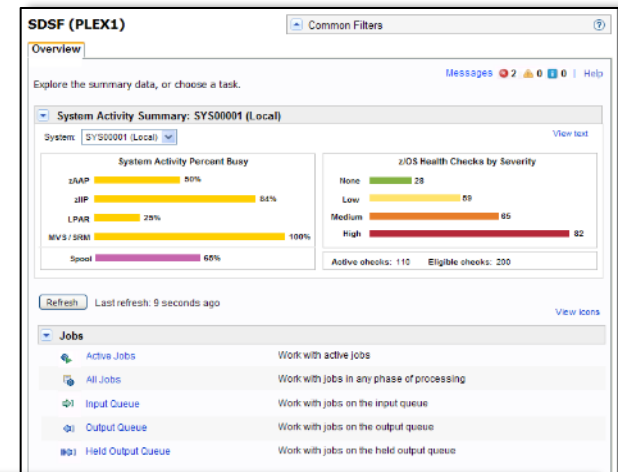 SDSF (PLEX1)
Common Filters
Overview
Messages 2 0 0 | Help
Explore the summary data, or choose a task.
System Activity Summary: SYS00001 (Local)
System: SYS00001 (Local)
View text
System Activity Percent Busy
zAAP 50%
zIIP 84%
LPAR 25%
MVS / SRM 100%
Spool 65%
z/OS Health Checks by Severity
None 28
Low 59
Medium 65
High 82
Active checks: 110 Eligible checks: 200
Refresh Last refresh: 9 seconds ago
View icons
Jobs
Active Jobs Work with active jobs
All Jobs Work with jobs in any phase of processing
Input Queue Work with jobs on the input queue
Output Queue Work with jobs on the output queue
Held Output Queue Work with jobs on the held output queue